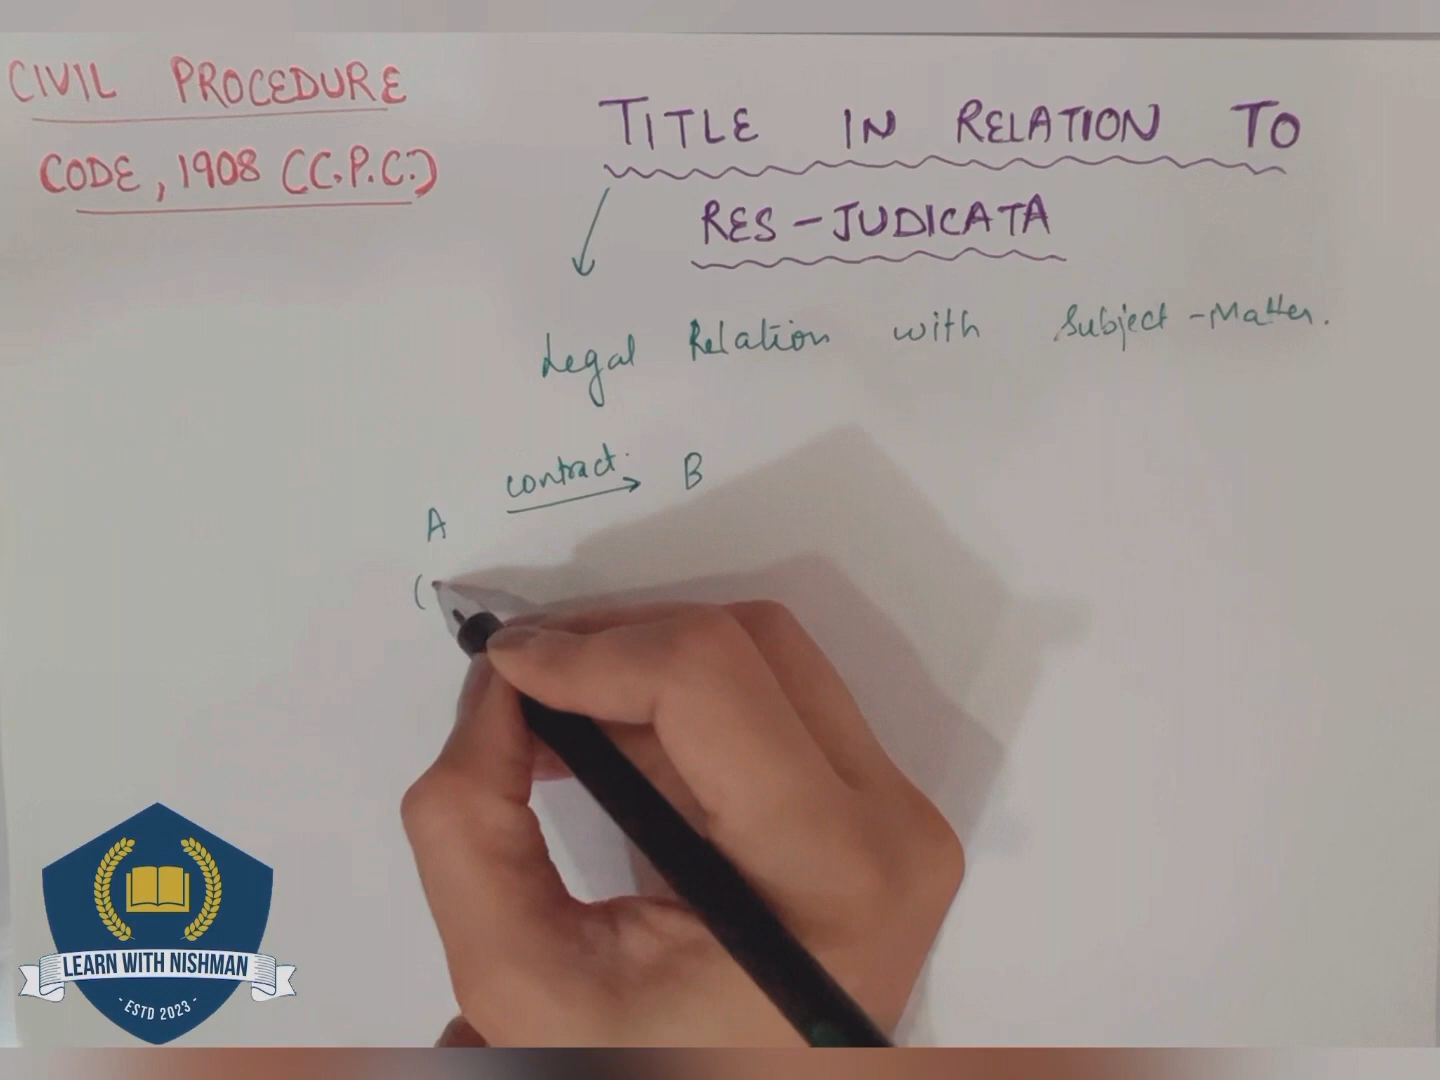 CIVIL PROCEDURE
CODE, 1908 (C.P.C.)
TITLE IN RELATION TO
RES-JUDICATA
Legal Relation with Subject-Matter.
A contract. B
(
LEARN WITH NISHMAN
- ESTD 2023 -